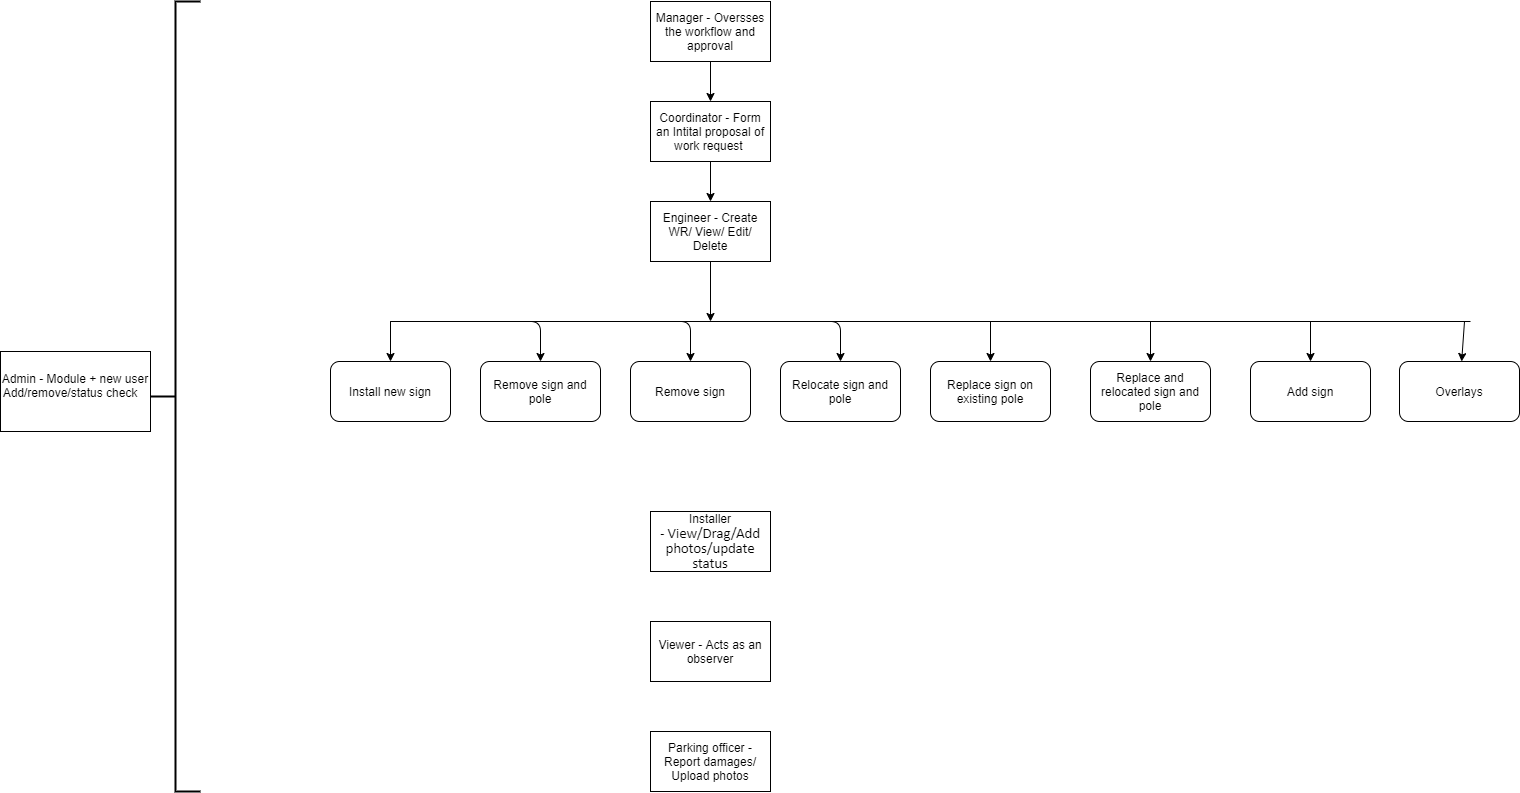 Manager - Oversses
the workflow and
approval
Coordinator - Form
an Intital proposal of
work request
Engineer - Create
WR/ View/ Edit/
Delete
Admin - Module + new user
Add/remove/status check
Install new sign
Remove sign and
pole
Remove sign
Relocate sign and
pole
Replace sign on
existing pole
Replace and
relocated sign and
pole
Add sign
Overlays
Installer
- View/Drag/Add
photos/update
status
Viewer - Acts as an
observer
Parking officer -
Report damages/
Upload photos